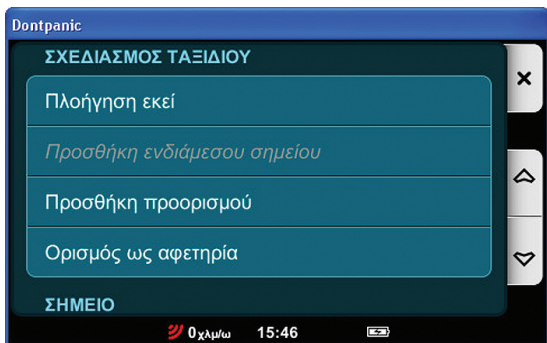 Dontpanic
ΣΧΕΔΙΑΣΜΟΣ ΤΑΞΙΔΙΟΥ
Πλοήγηση εκεί
Προσθήκη ενδιάμεσου σημείου
Προσθήκη προορισμού
Ορισμός ως αφετηρία
ΣΗΜΕΙΟ
0χλμ/ω 15:46